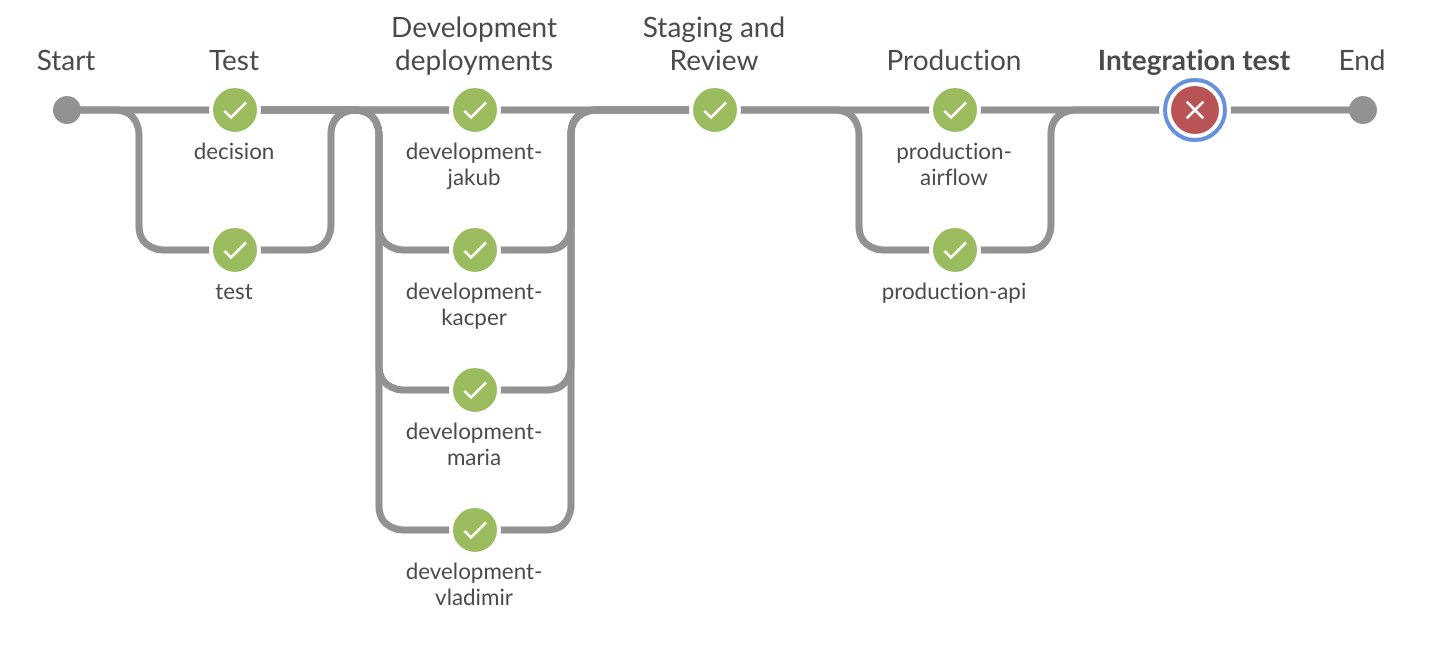 Start
Test
Development
deployments
Staging and
Review
Production
Integration test
End
decision
development-
jakub
production-
airflow
test
development-
kacper
production-api
development-
maria
development-
vladimir